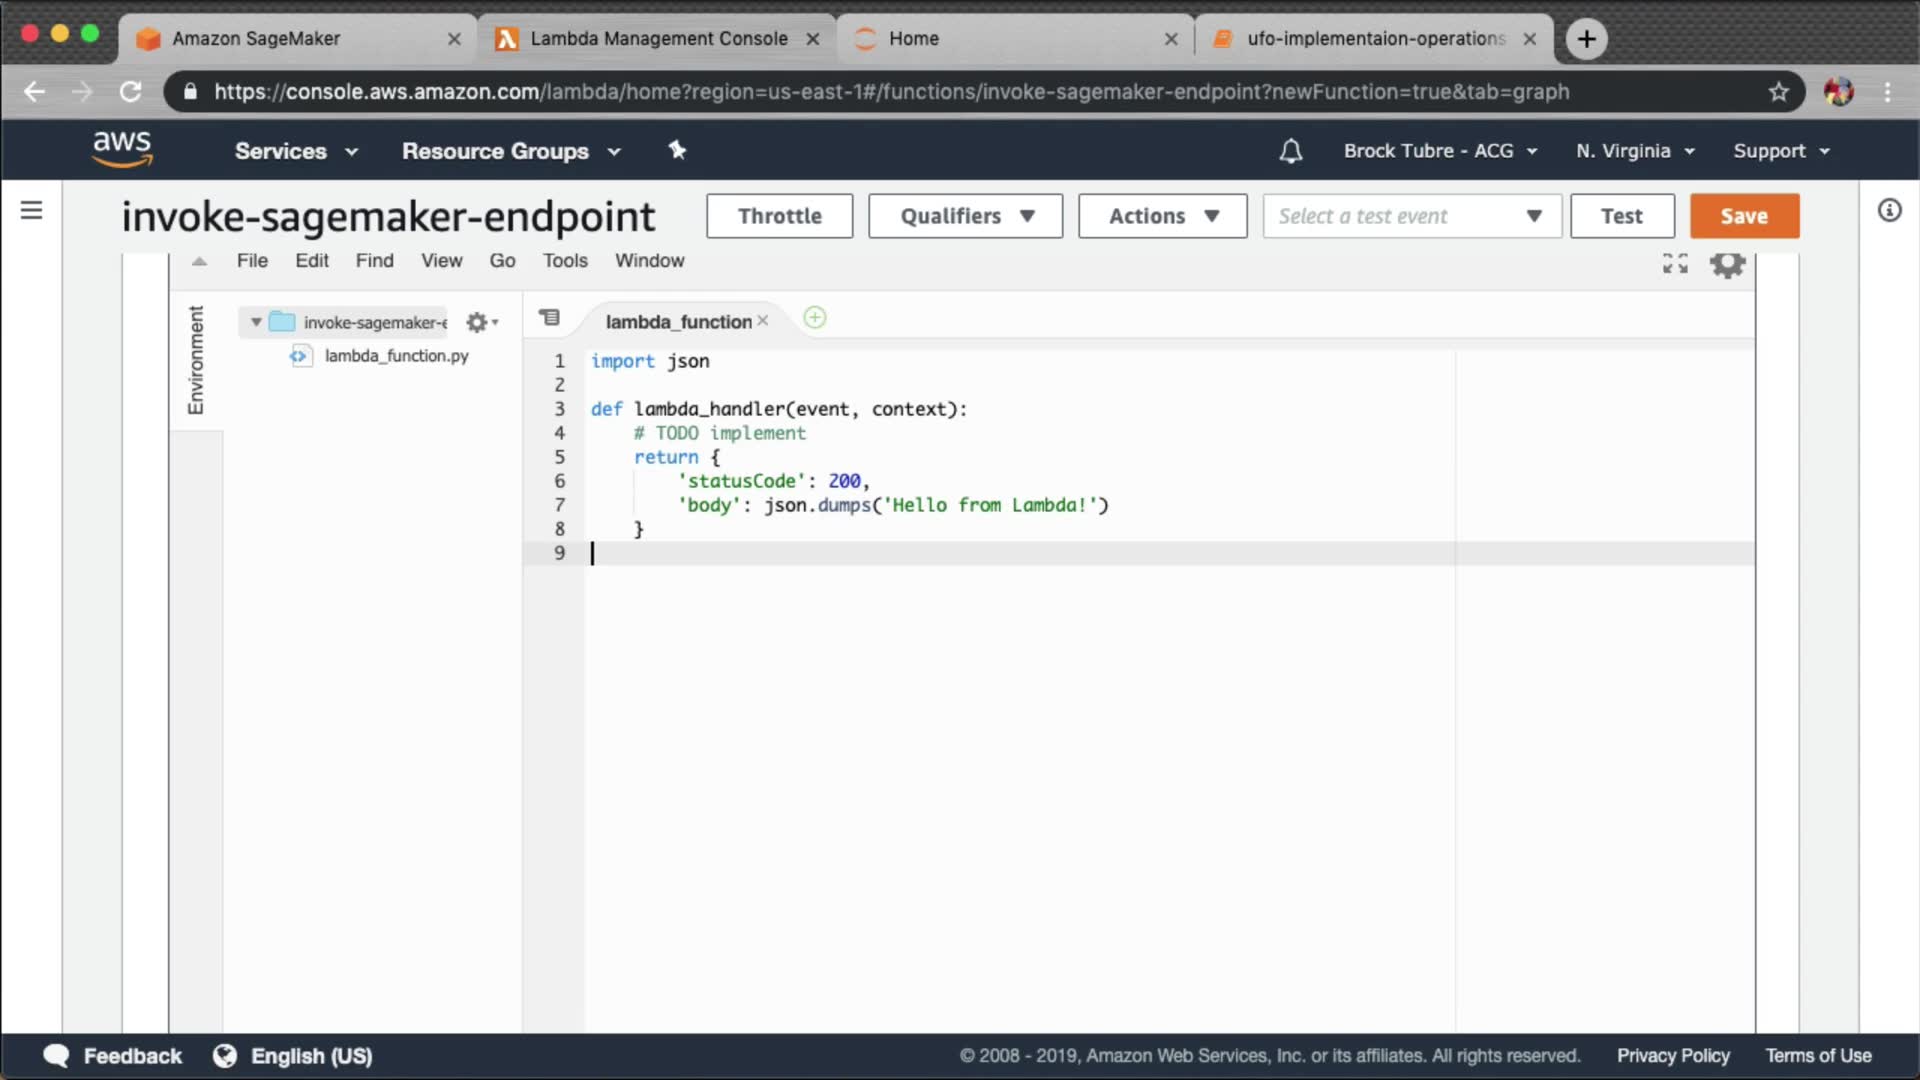 Amazon SageMaker
Lambda Management Console
Home
ufo-implementaion-operations
https://console.aws.amazon.com/lambda/home?region=us-east-1#/functions/invoke-sagemaker-endpoint?newFunction=true&tab=graph
aws
Services
Resource Groups
Brock Tubre - ACG
N. Virginia
Support
invoke-sagemaker-endpoint
Throttle
Qualifiers
Actions
Select a test event
Test
Save
File Edit Find View Go Tools Window
Environment
invoke-sagemaker-e
lambda_function.py
lambda_function
1 import json
2
3 def lambda_handler(event, context):
4     # TODO implement
5     return {
6         'statusCode': 200,
7         'body': json.dumps('Hello from Lambda!')
8     }
9
Feedback
English (US)
© 2008 - 2019, Amazon Web Services, Inc. or its affiliates. All rights reserved.
Privacy Policy
Terms of Use